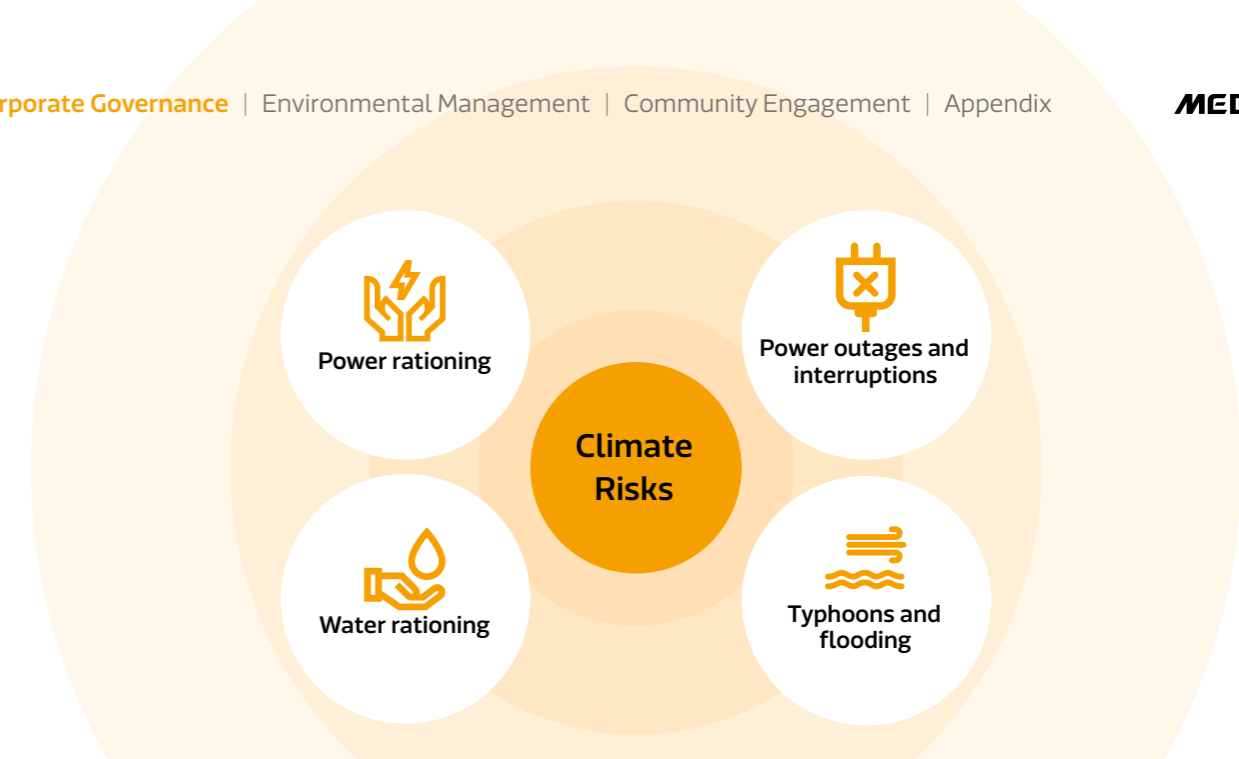 rporate Governance | Environmental Management | Community Engagement | Appendix
MED
Power rationing
Power outages and
interruptions
Climate
Risks
Water rationing
Typhoons and
flooding